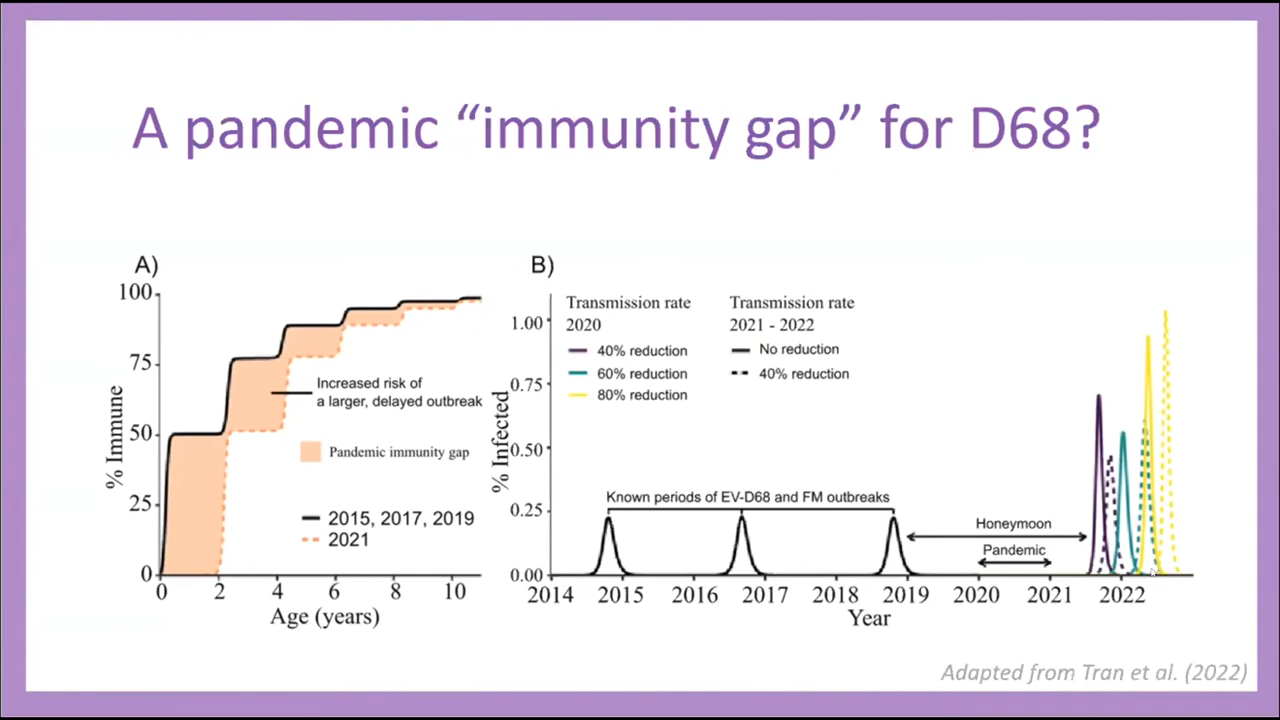 A pandemic “immunity gap” for D68?
A)
100
75
50
25
0
% Immune
0 2 4 6 8 10
Age (years)
Increased risk of
a larger, delayed outbreak
Pandemic immunity gap
2015, 2017, 2019
2021
B)
1.00
0.75
0.50
0.25
0.00
% Infected
Transmission rate
2020
40% reduction
60% reduction
80% reduction
Transmission rate
2021 - 2022
No reduction
40% reduction
Known periods of EV-D68 and FM outbreaks
Honeymoon
Pandemic
2014 2015 2016 2017 2018 2019 2020 2021 2022
Year
Adapted from Tran et al. (2022)